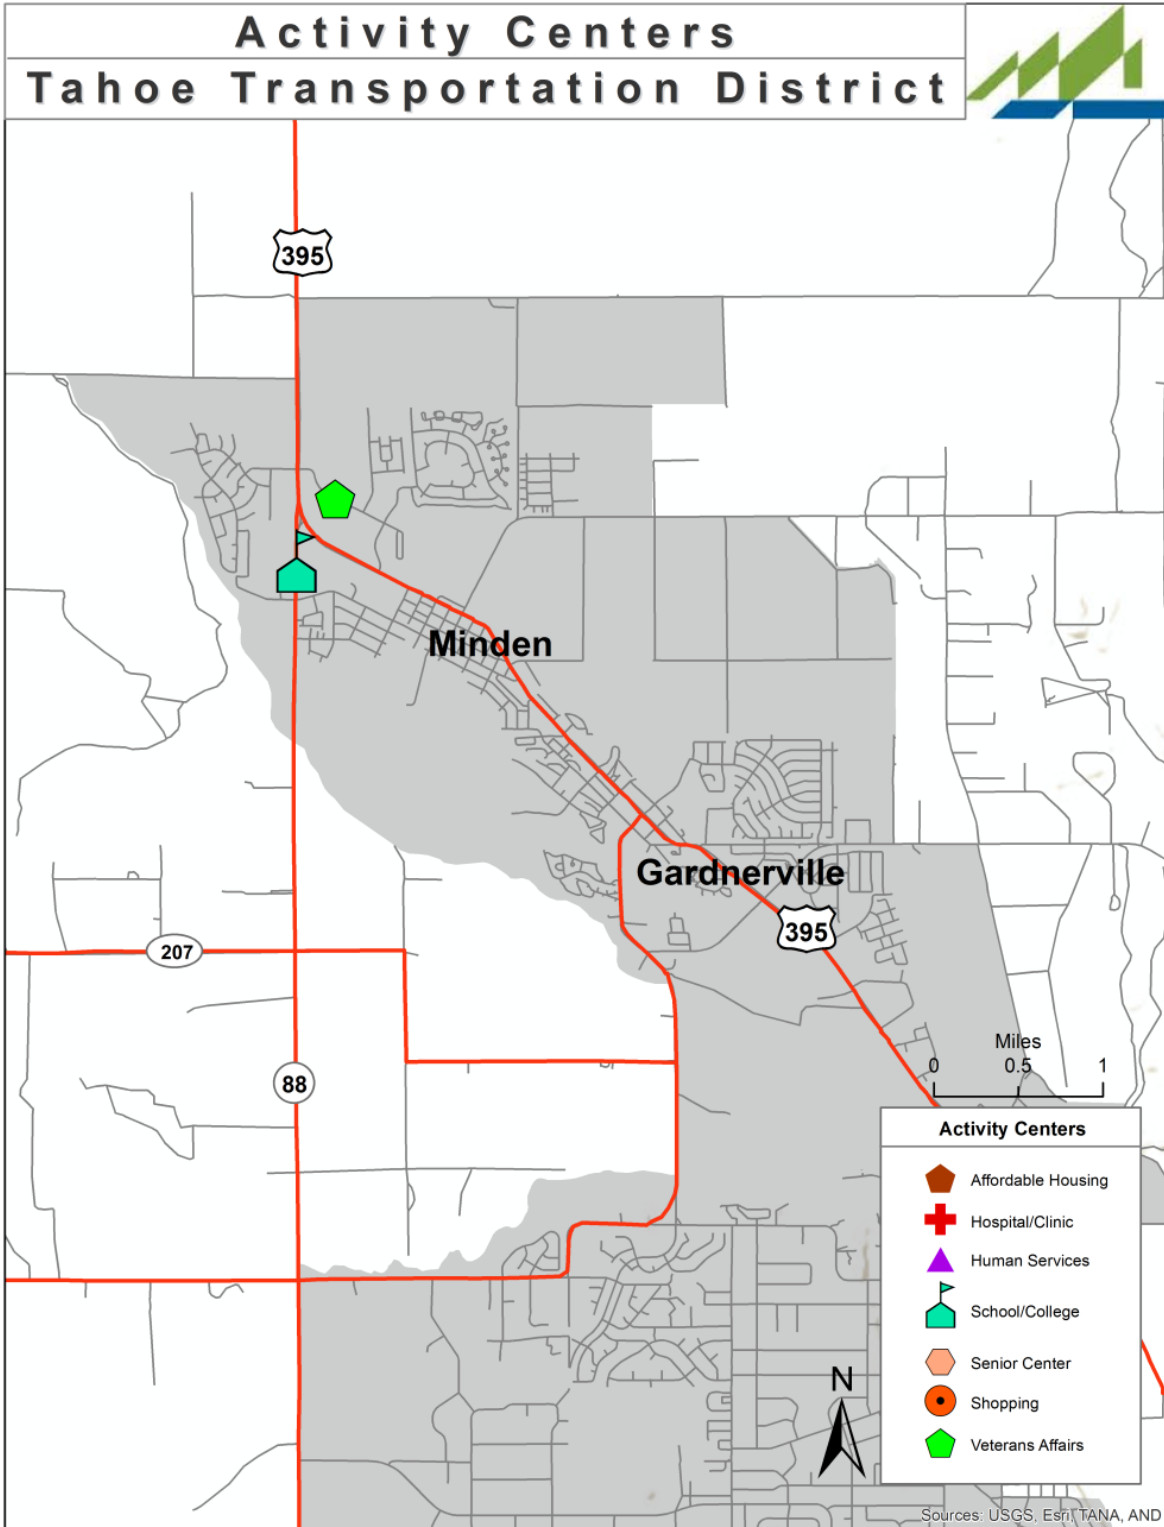 Activity Centers
Tahoe Transportation District
395
Minden
Gardnerville
395
207
Miles
0 0.5 1
88
Activity Centers
Affordable Housing
Hospital/Clinic
Human Services
School/College
Senior Center
Shopping
Veterans Affairs
N
Sources: USGS, Esri, TANA, AND